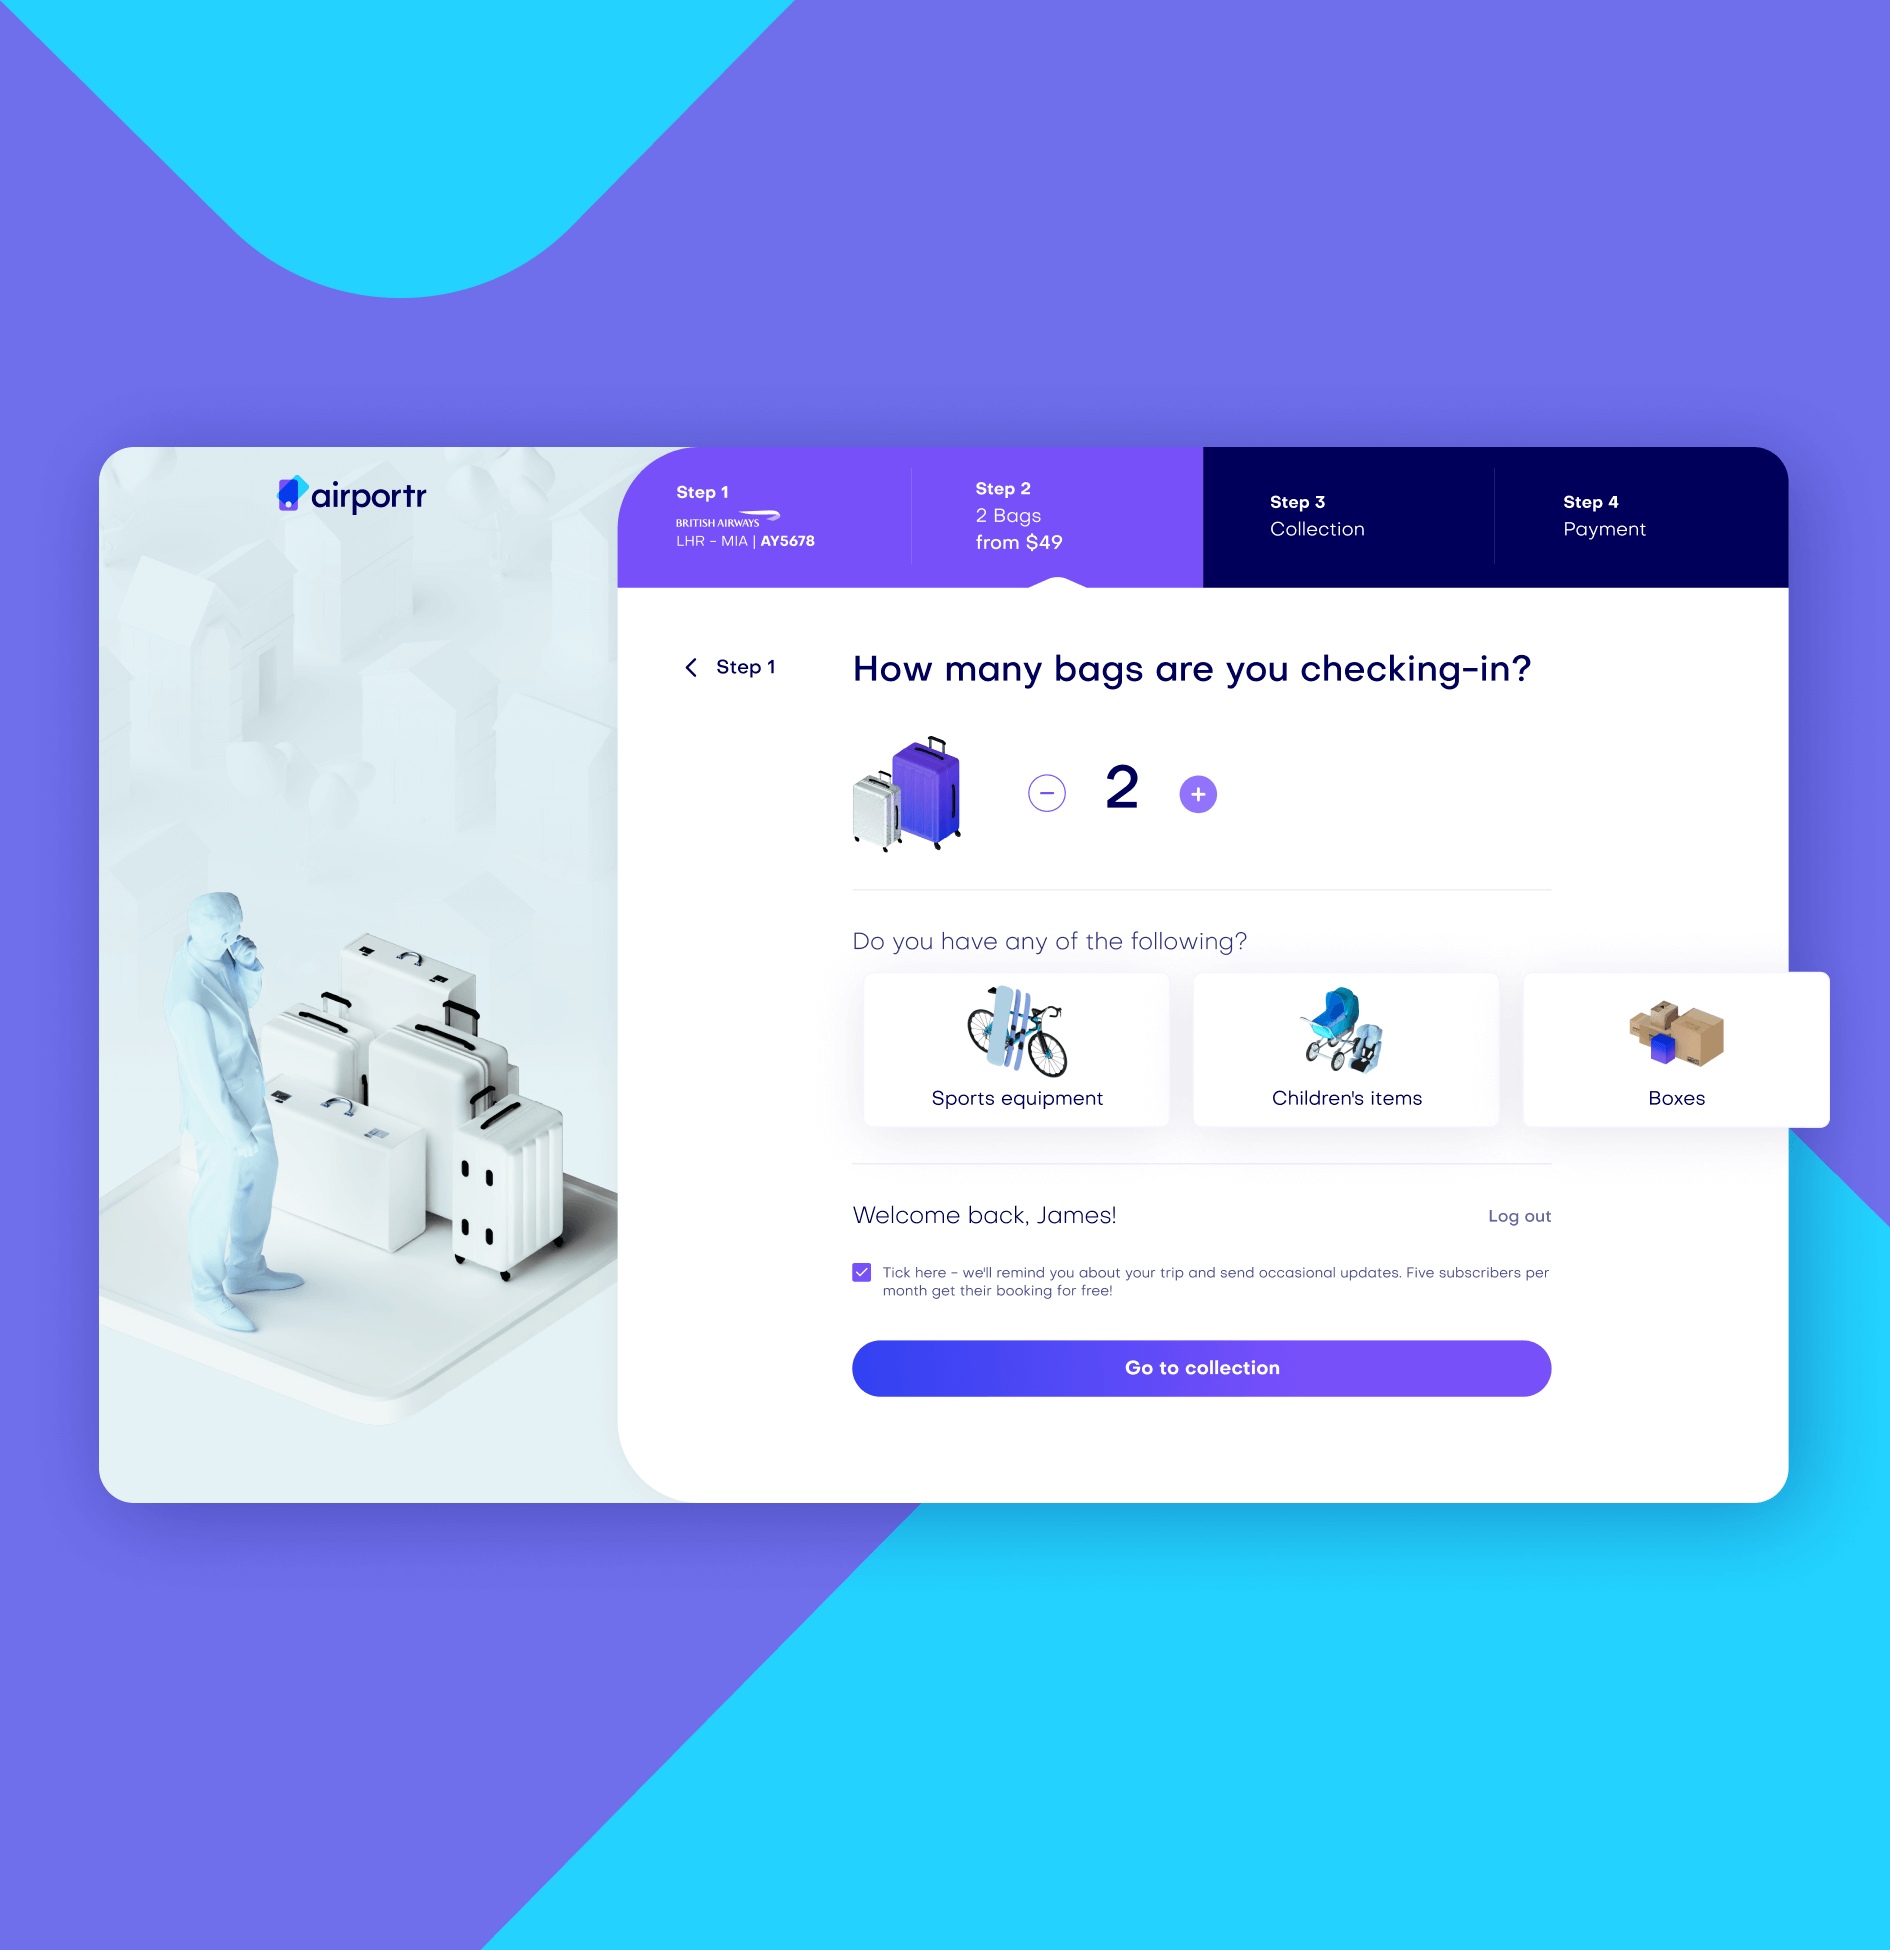 airportr
Step 1
BRITISH AIRWAYS
LHR - MIA | AY5678
Step 2
2 Bags
from $49
Step 3
Collection
Step 4
Payment
Step 1
How many bags are you checking-in?
2
Do you have any of the following?
Sports equipment
Children's items
Boxes
Welcome back, James!
Log out
Tick here - we'll remind you about your trip and send occasional updates. Five subscribers per
month get their booking for free!
Go to collection